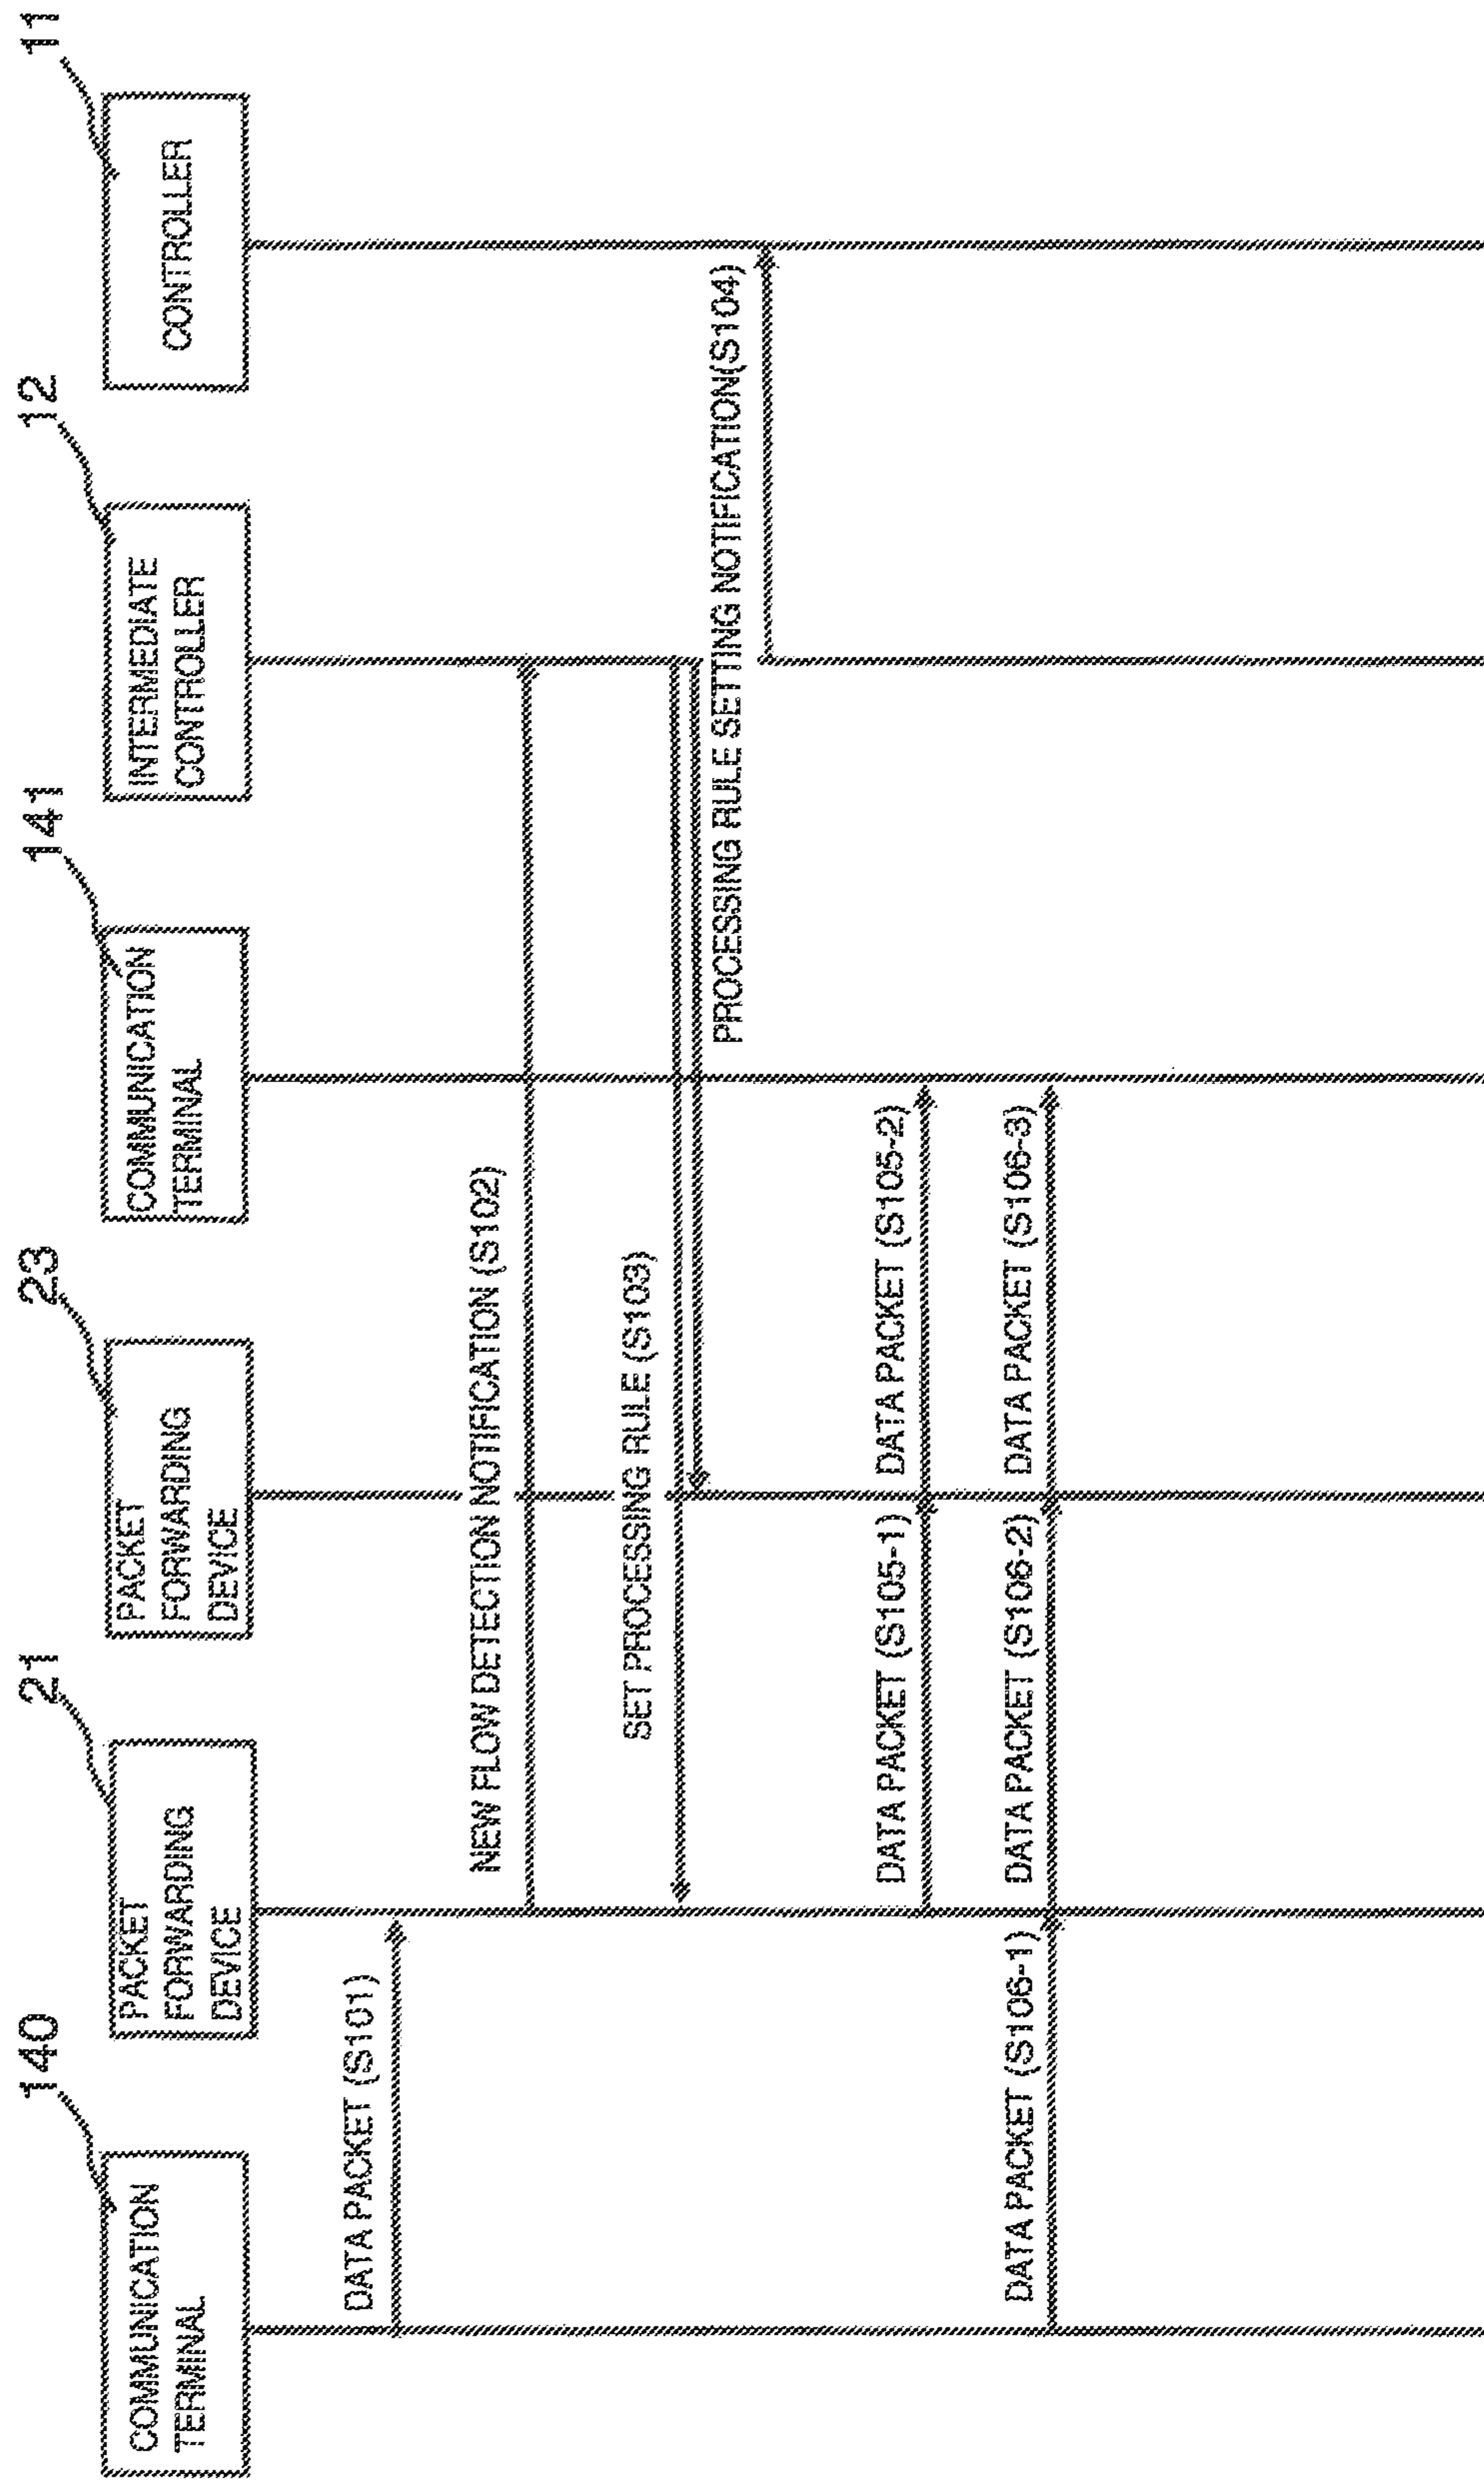 140
21
23
141
12
11
COMMUNICATION
TERMINAL
PACKET
FORWARDING
DEVICE
PACKET
FORWARDING
DEVICE
COMMUNICATION
TERMINAL
INTERMEDIATE
CONTROLLER
CONTROLLER
DATA PACKET (S101)
NEW FLOW DETECTION NOTIFICATION (S102)
SET PROCESSING RULE (S103)
PROCESSING RULE SETTING NOTIFICATION(S104)
DATA PACKET (S105-1)
DATA PACKET (S105-2)
DATA PACKET (S106-1)
DATA PACKET (S106-2)
DATA PACKET (S106-3)